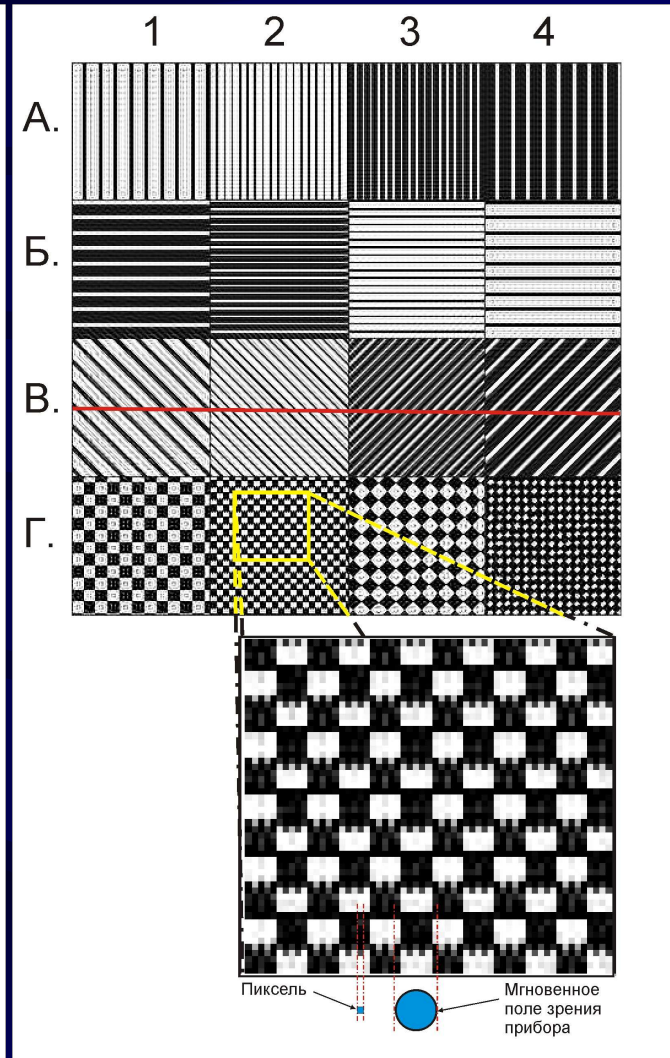 1 2 3 4
А.
Б.
В.
Г.
Пиксель
Мгновенное
поле зрения
прибора